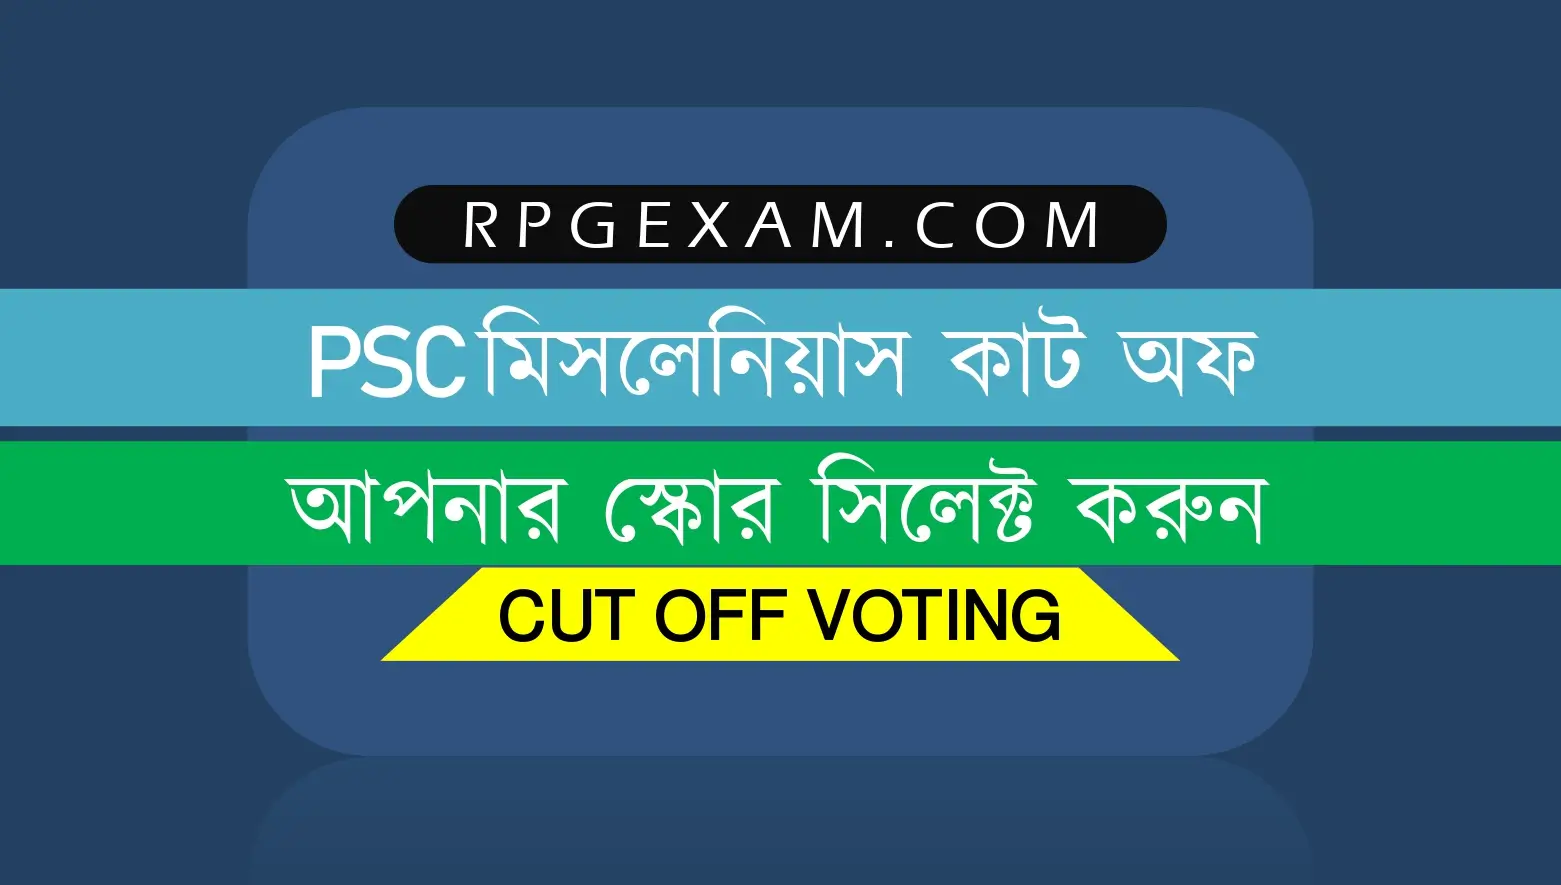 RPGEXAM.COM
PSC মিসলেনিয়াস কাট অফ
আপনার স্কোর সিলেক্ট করুন
CUT OFF VOTING